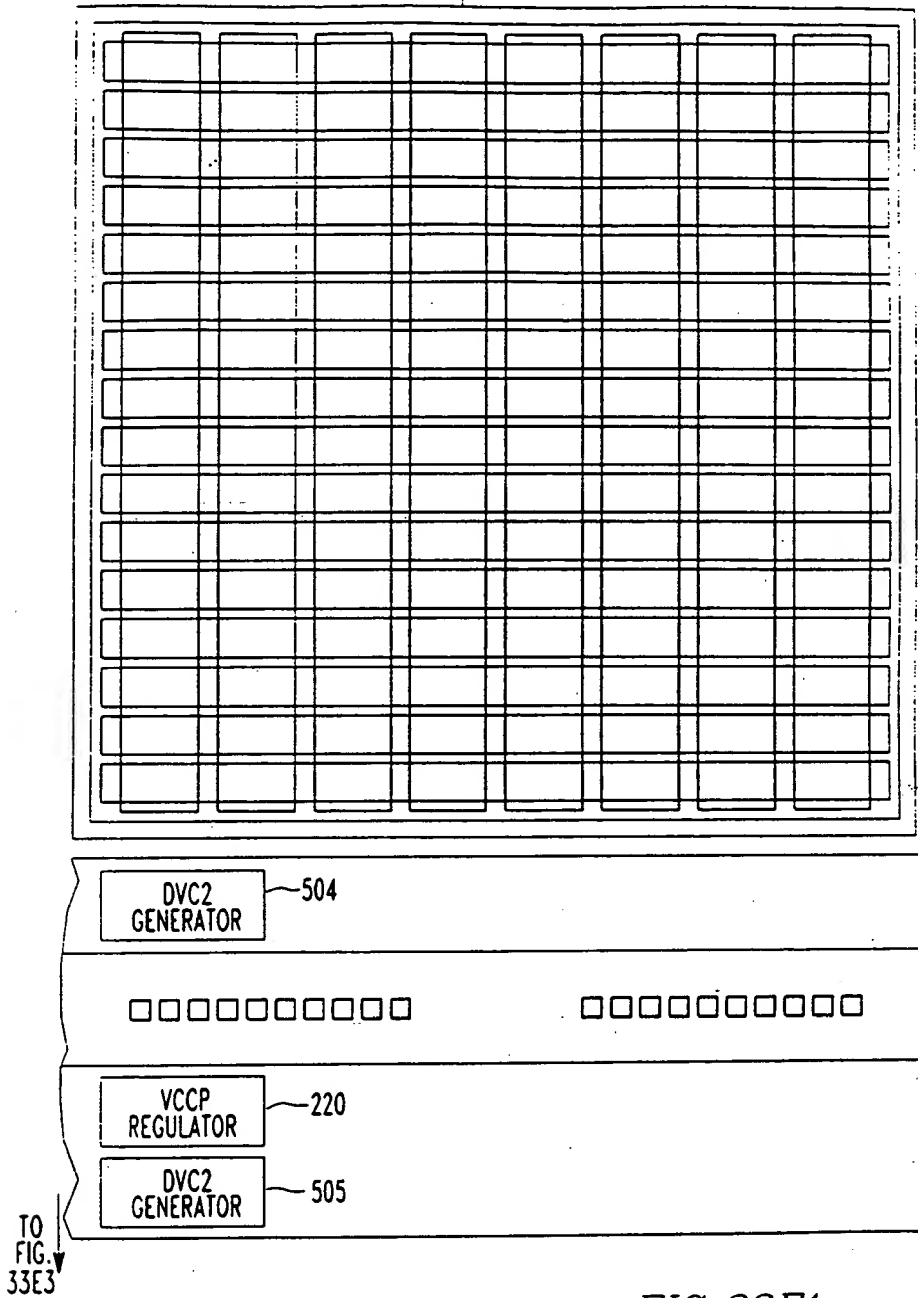 DVC2
GENERATOR
504
VCCP
REGULATOR
220
DVC2
GENERATOR
505
TO
FIG.
33E3